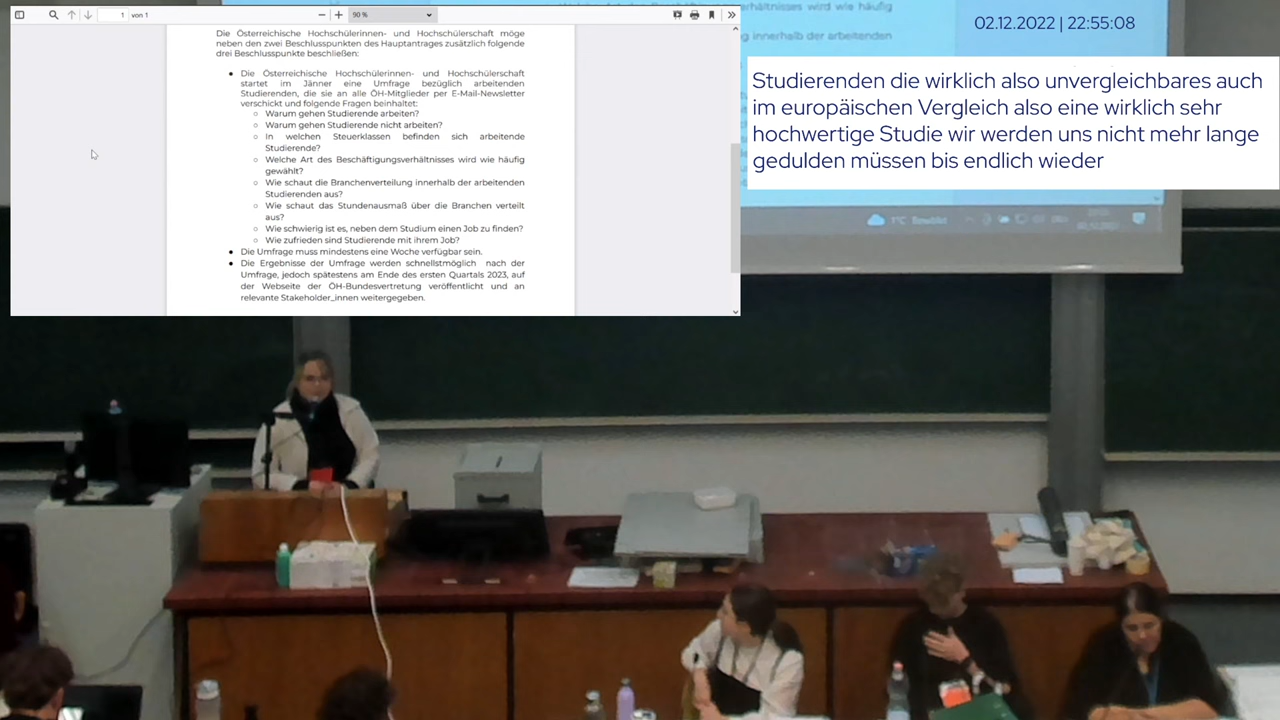 1
von 1
90 %
Die Österreichische Hochschülerinnen- und Hochschülerschaft möge
neben den zwei Beschlusspunkten des Hauptantrages zusätzlich folgende
drei Beschlusspunkte beschließen:
● Die Österreichische Hochschülerinnen- und Hochschülerschaft
startet im Jänner eine Umfrage bezüglich arbeitender
Studierenden, die sie an alle ÖH-Mitglieder per E-Mail-Newsletter
verschickt und folgende Fragen beinhaltet:
○ Warum gehen Studierende arbeiten?
○ Warum gehen Studierende nicht arbeiten?
○ In welchen Steuerklassen befinden sich arbeitende
Studierende?
○ Welche Art des Beschäftigungsverhältnisses wird wie häufig
gewählt?
○ Wie schaut die Branchenverteilung innerhalb der arbeitenden
Studierenden aus?
○ Wie schaut das Stundenausmaß über die Branchen verteilt
aus?
○ Wie schwierig ist es, neben dem Studium einen Job zu finden?
○ Wie zufrieden sind Studierende mit ihrem Job?
● Die Umfrage muss mindestens eine Woche verfügbar sein.
● Die Ergebnisse der Umfrage werden schnellstmöglich nach der
Umfrage, jedoch spätestens am Ende des ersten Quartals 2023, auf
der Webseite der ÖH-Bundesvertretung veröffentlicht und an
relevante Stakeholder_innen weitergegeben.
verhältnisses wird wie häufig
innerhalb der arbeitenden
02.12.2022 | 22:55:08
Studierenden die wirklich also unvergleichbares auch
im europäischen Vergleich also eine wirklich sehr
hochwertige Studie wir werden uns nicht mehr lange
gedulden müssen bis endlich wieder
1°C Bewölkt